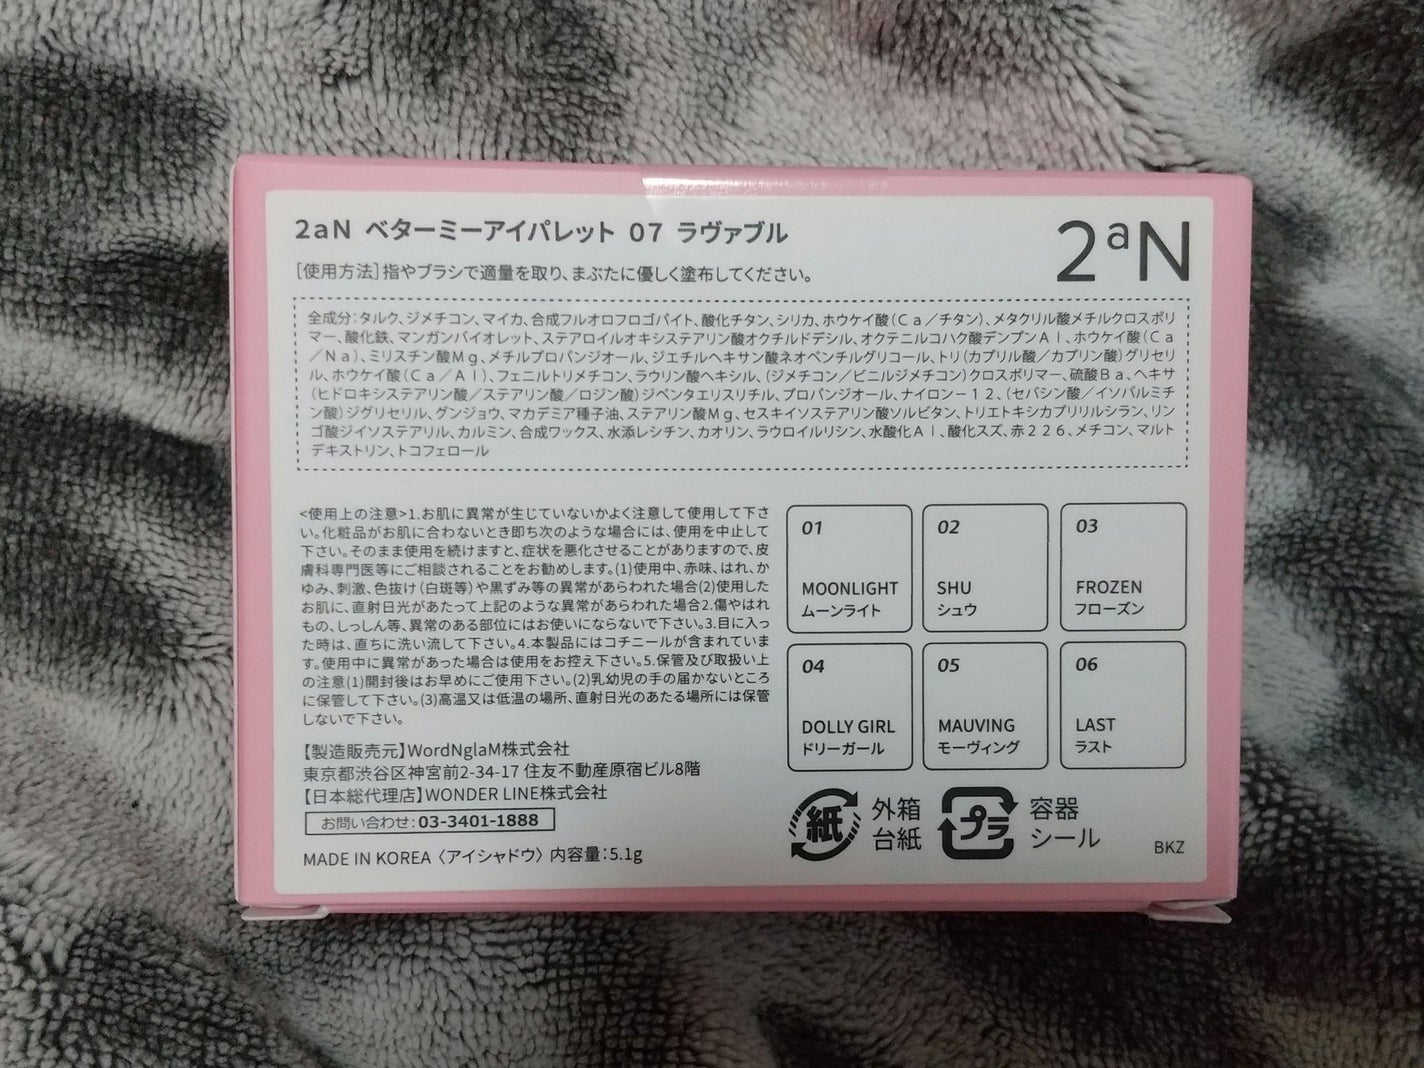 2aN ベターミーアイパレット 07 ラヴァブル
2aN
[使用方法]指やブラシで適量を取り、まぶたに優しく塗布してください。
全成分:タルク、ジメチコン、マイカ、合成フルオロフロゴパイト、酸化チタン、シリカ、ホウケイ酸(Ca/チタン)、メタクリル酸メチルクロスポリ
マー、酸化鉄、マンガンバイオレット、ステアロイルオキシステアリン酸オクチルドデシル、オクテニルコハク酸デンプンAl、ホウケイ酸(Ca
/Na)、ミリスチン酸Mg、メチルプロパンジオール、ジエチルヘキサン酸ネオペンチルグリコール、トリ(カプリル酸/カプリン酸)グリセリ
ル、ホウケイ酸(Ca/Al)、フェニルトリメチコン、ラウリン酸ヘキシル、(ジメチコン/ビニルジメチコン)クロスポリマー、硫酸Ba、ヘキサ
(ヒドロキシステアリン酸/ステアリン酸/ロジン酸)ジペンタエリスリチル、プロパンジオール、ナイロン-12、(セバシン酸/イソパルミチ
ン酸)ジグリセリル、グンジョウ、マカデミア種子油、ステアリン酸Mg、セスキイソステアリン酸ソルビタン、トリエトキシカプリリルシラン、リン
ゴ酸ジイソステアリル、カルミン、合成ワックス、水添レシチン、カオリン、ラウロイルリシン、水酸化Al、酸化スズ、赤226、メチコン、マルト
デキストリン、トコフェロール
<使用上の注意>1.お肌に異常が生じていないかよく注意して使用して下さ
い。化粧品がお肌に合わないとき即ち次のような場合には、使用を中止して
下さい。そのまま使用を続けますと、症状を悪化させることがありますので、皮
膚科専門医等にご相談されることをお勧めします。(1)使用中、赤味、はれ、か
ゆみ、刺激、色抜け(白斑等)や黒ずみ等の異常があらわれた場合(2)使用した
お肌に、直射日光があたって上記のような異常があらわれた場合2.傷やはれ
もの、しっしん等、異常のある部位にはお使いにならないで下さい。3.目に入っ
た時は、直ちに洗い流して下さい。4.本製品にはコチニールが含まれていま
す。使用中に異常があった場合は使用をお控え下さい。5.保管及び取扱い上
の注意(1)開封後はお早めにご使用下さい。(2)乳幼児の手の届かないところ
に保管して下さい。(3)高温又は低温の場所、直射日光のあたる場所には保管
しないで下さい。
【製造販売元】WordNglaM株式会社
東京都渋谷区神宮前2-34-17 住友不動産原宿ビル8階
【日本総代理店】WONDER LINE株式会社
お問い合わせ:03-3401-1888
MADE IN KOREA 〈アイシャドウ〉 内容量:5.1g
01
MOONLIGHT
ムーンライト
02
SHU
シュウ
03
FROZEN
フローズン
04
DOLLY GIRL
ドリーガール
05
MAUVING
モーヴィング
06
LAST
ラスト
紙
外箱
台紙
プラ
容器
シール
BKZ